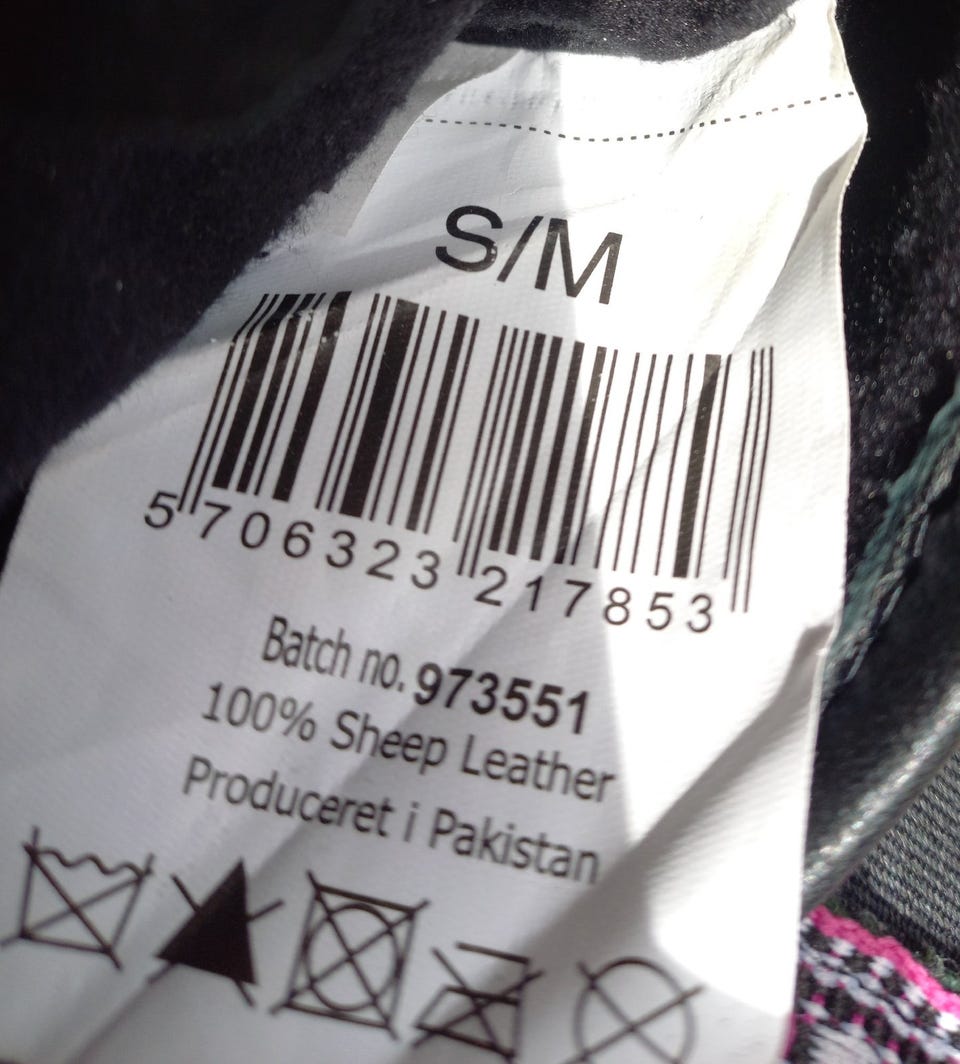 S/M
5 706323 217853
Batch no. 973551
100% Sheep Leather
Produceret i Pakistan